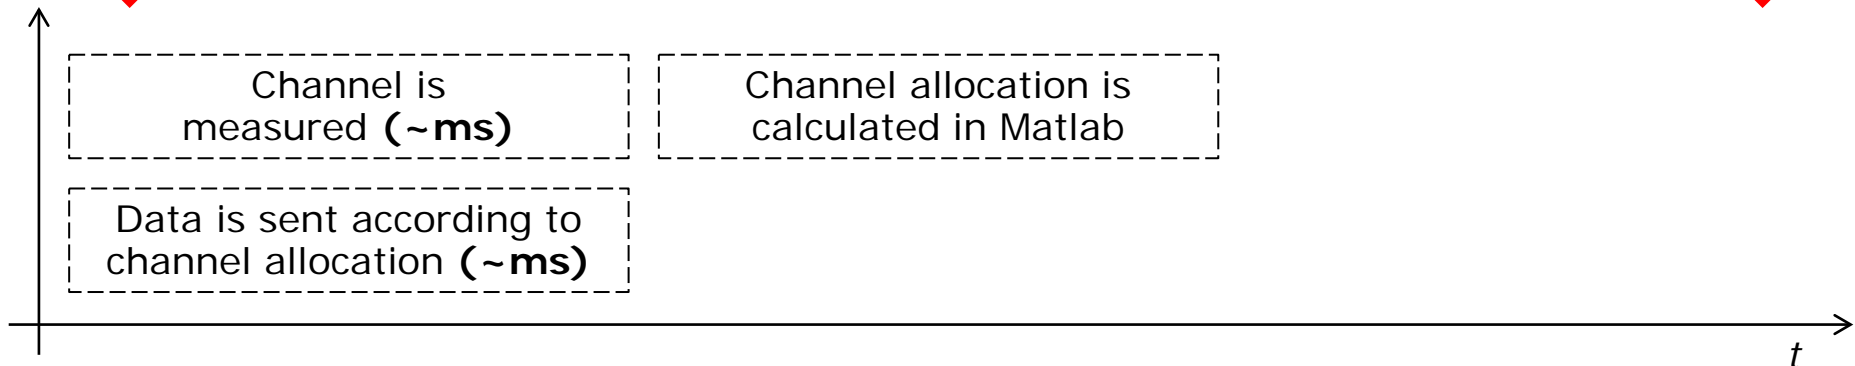 Channel is
measured (~ms)
Channel allocation is
calculated in Matlab
Data is sent according to
channel allocation (~ms)
t